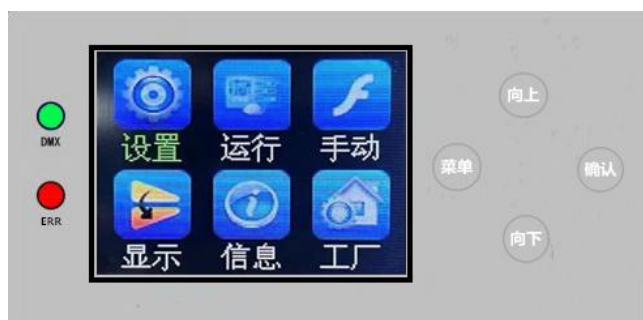 DMX
ERR
设置 运行 手动
显示 信息 工厂
向上
菜单 确认
向下